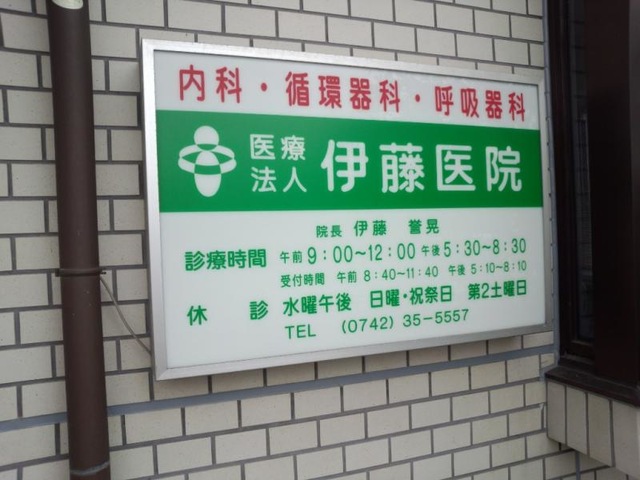 内科・循環器科・呼吸器科
医療法人 伊藤医院
院長 伊藤 誉晃
診療時間 午前9:00~12:00 午後5:30~8:30
受付時間 午前 8:40~11:40 午後 5:10~8:10
休診 水曜午後 日曜・祝祭日 第2土曜日
TEL (0742)35-5557